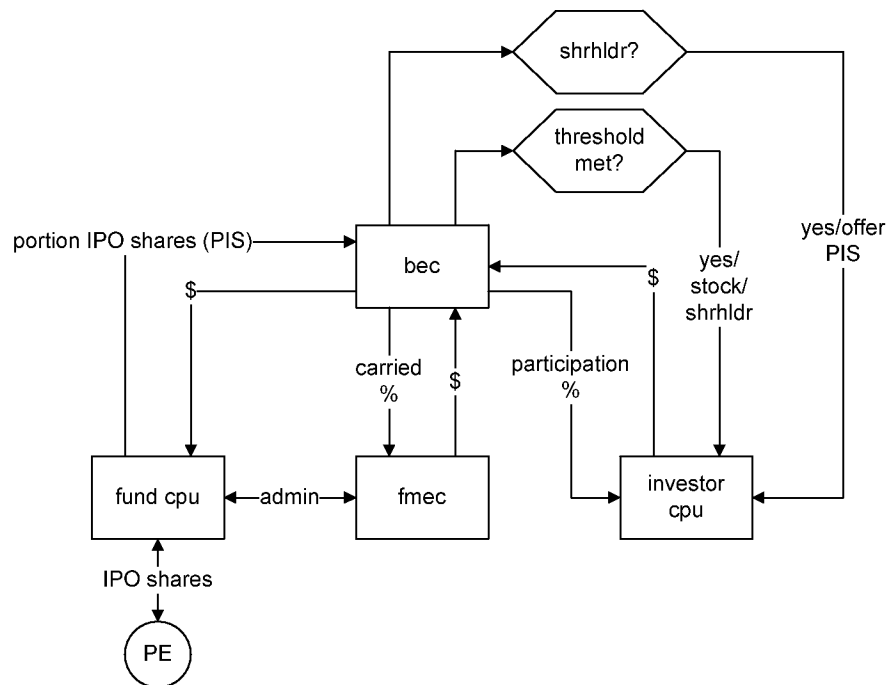 shrhldr?
threshold
met?
portion IPO shares (PIS)
bec
yes/offer
PIS
$
$
yes/
stock/
shrhldr
carried
%
$
participation
%
fund cpu
admin
fmec
investor
cpu
IPO shares
PE